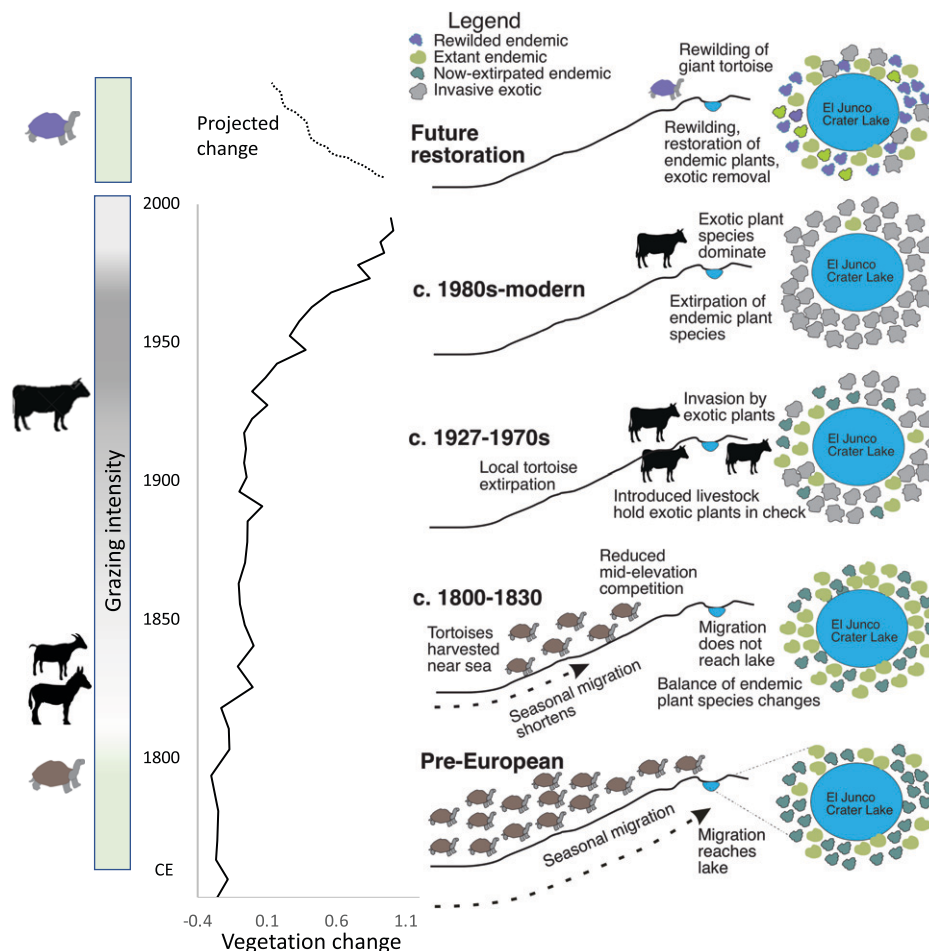 Legend
Rewilded endemic
Extant endemic
Now-extirpated endemic
Invasive exotic
Projected
change
Future
restoration
Rewilding of
giant tortoise
Rewilding,
restoration of
endemic plants,
exotic removal
El Junco
Crater Lake
2000
c. 1980s-modern
Exotic plant
species
dominate
Extirpation of
endemic plant
species
El Junco
Crater Lake
1950
c. 1927-1970s
Invasion by
exotic plants
Local tortoise
extirpation
Introduced livestock
hold exotic plants in check
El Junco
Crater Lake
1900
Grazing intensity
c. 1800-1830
Reduced
mid-elevation
competition
Tortoises
harvested
near sea
Migration
does not
reach lake
Seasonal migration
shortens
Balance of endemic
plant species changes
El Junco
Crater Lake
1850
1800
Pre-European
Seasonal migration
Migration
reaches
lake
El Junco
Crater Lake
CE
-0.4 0.1 0.6 1.1
Vegetation change